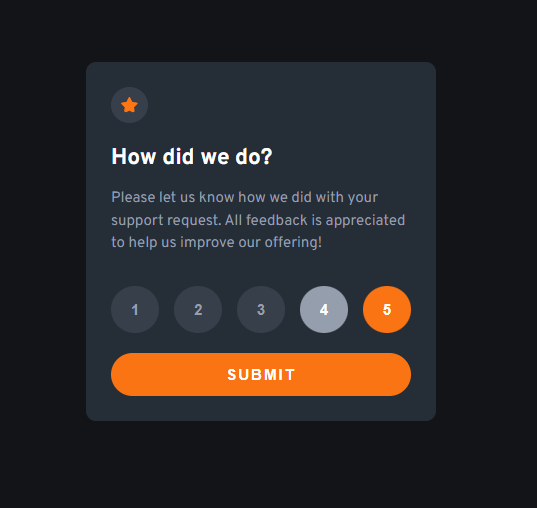 How did we do?
Please let us know how we did with your
support request. All feedback is appreciated
to help us improve our offering!
1 2 3 4 5
SUBMIT